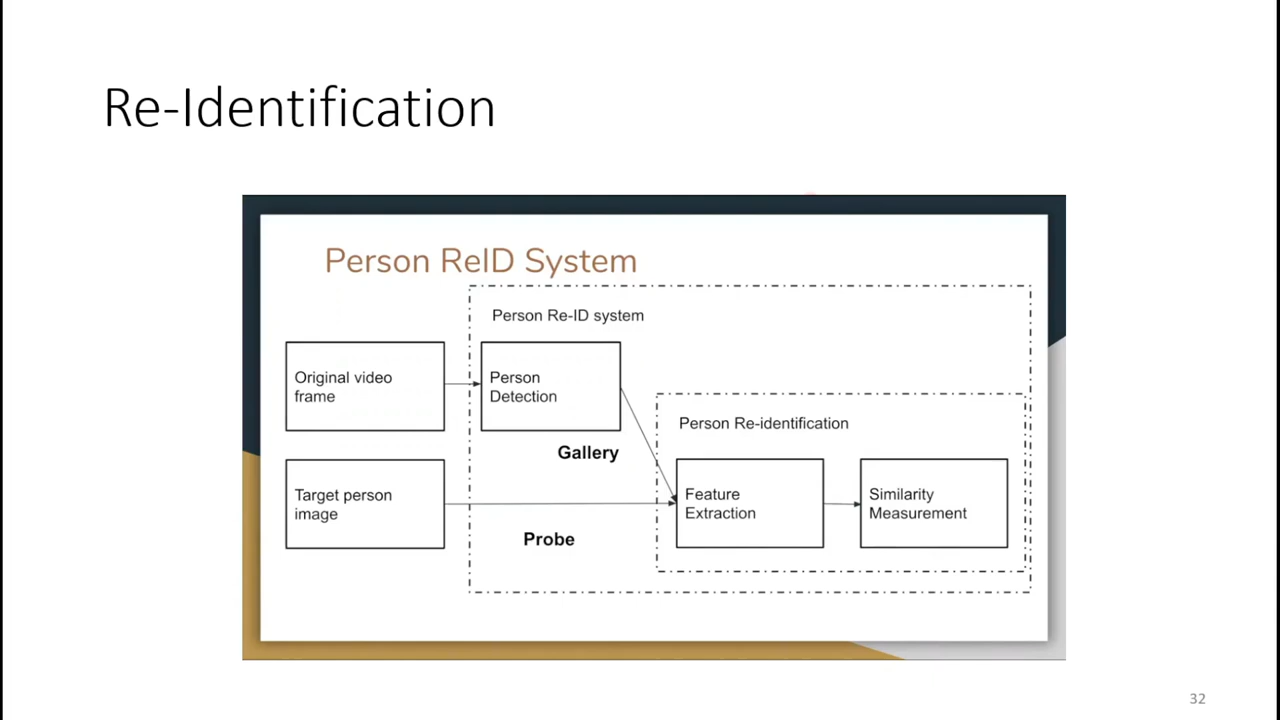 Re-Identification
Person ReID System
Person Re-ID system
Original video
frame
Person
Detection
Person Re-identification
Gallery
Target person
image
Feature
Extraction
Similarity
Measurement
Probe
32